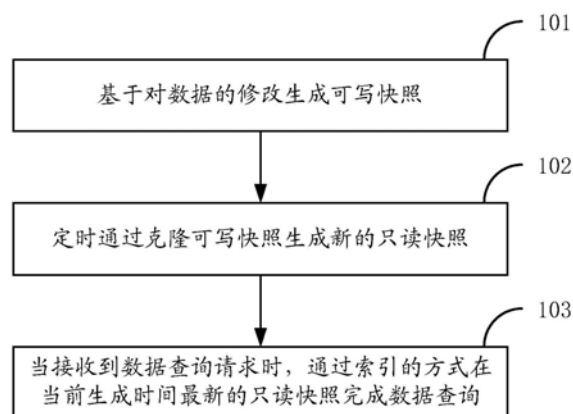 101
基于对数据的修改生成可写快照
102
定时通过克隆可写快照生成新的只读快照
103
当接收到数据查询请求时，通过索引的方式在
当前生成时间最新的只读快照完成数据查询